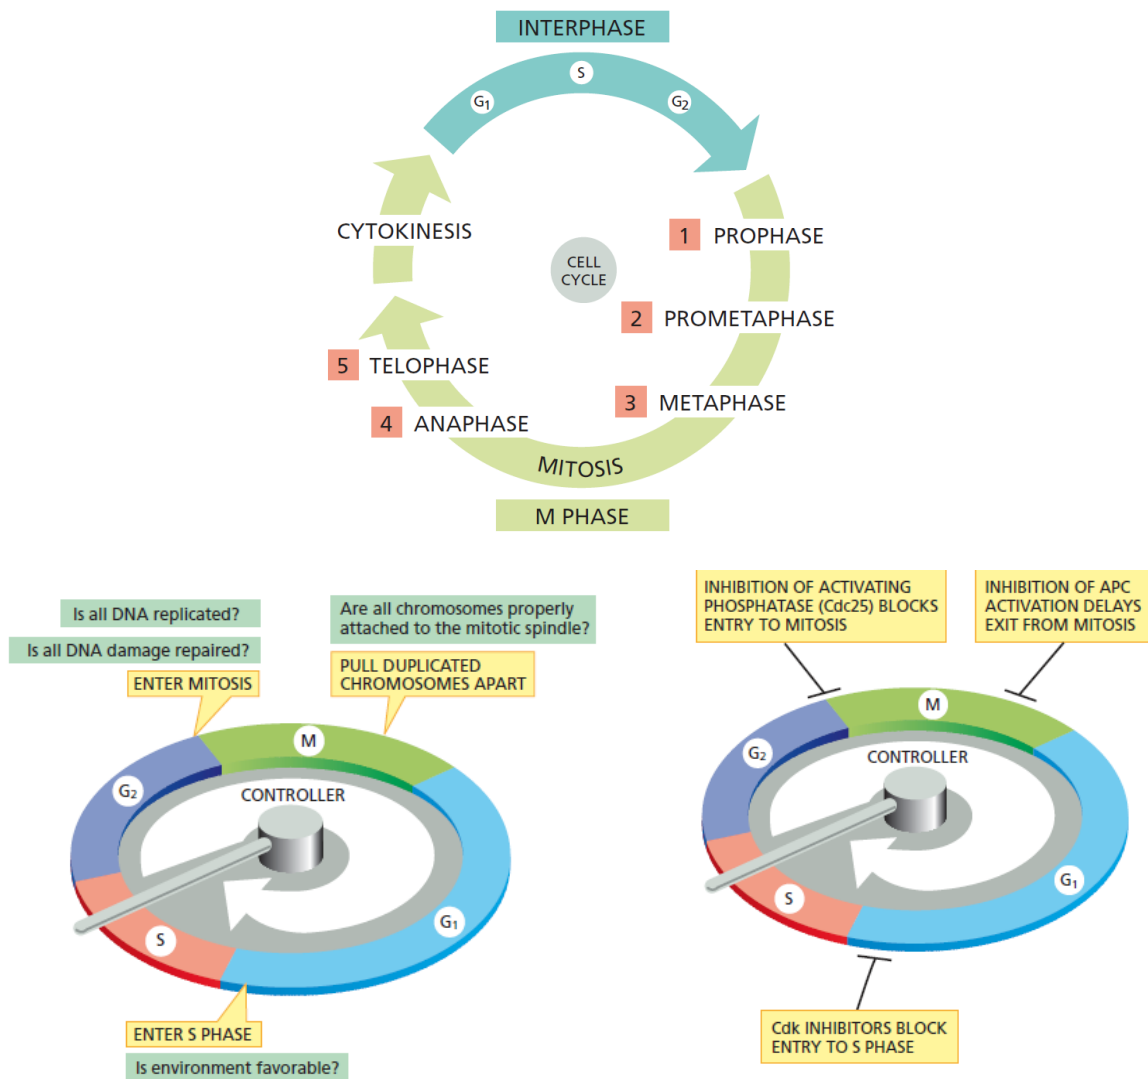 INTERPHASE
S
G1
G2
CYTOKINESIS
1 PROPHASE
CELL
CYCLE
2 PROMETAPHASE
5 TELOPHASE
3 METAPHASE
4 ANAPHASE
MITOSIS
M PHASE
Is all DNA replicated?
Is all DNA damage repaired?
ENTER MITOSIS
Are all chromosomes properly
attached to the mitotic spindle?
PULL DUPLICATED
CHROMOSOMES APART
M
G2
CONTROLLER
G1
S
ENTER S PHASE
Is environment favorable?
INHIBITION OF ACTIVATING
PHOSPHATASE (Cdc25) BLOCKS
ENTRY TO MITOSIS
INHIBITION OF APC
ACTIVATION DELAYS
EXIT FROM MITOSIS
M
G2
CONTROLLER
G1
S
Cdk INHIBITORS BLOCK
ENTRY TO S PHASE